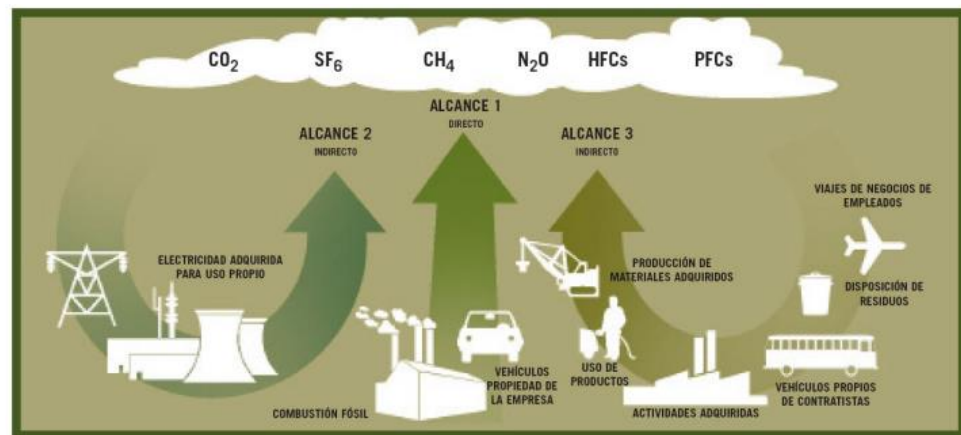 CO₂ SF₆ CH₄ N₂O HFCs PFCs
ALCANCE 1
DIRECTO
ALCANCE 2
INDIRECTO
ALCANCE 3
INDIRECTO
VIAJES DE NEGOCIOS DE
EMPLEADOS
ELECTRICIDAD ADQUIRIDA
PARA USO PROPIO
PRODUCCIÓN DE
MATERIALES ADQUIRIDOS
DISPOSICIÓN DE
RESIDUOS
COMBUSTIÓN FÓSIL
VEHÍCULOS
PROPIEDAD DE
LA EMPRESA
USO DE
PRODUCTOS
ACTIVIDADES ADQUIRIDAS
VEHÍCULOS PROPIOS
DE CONTRATISTAS